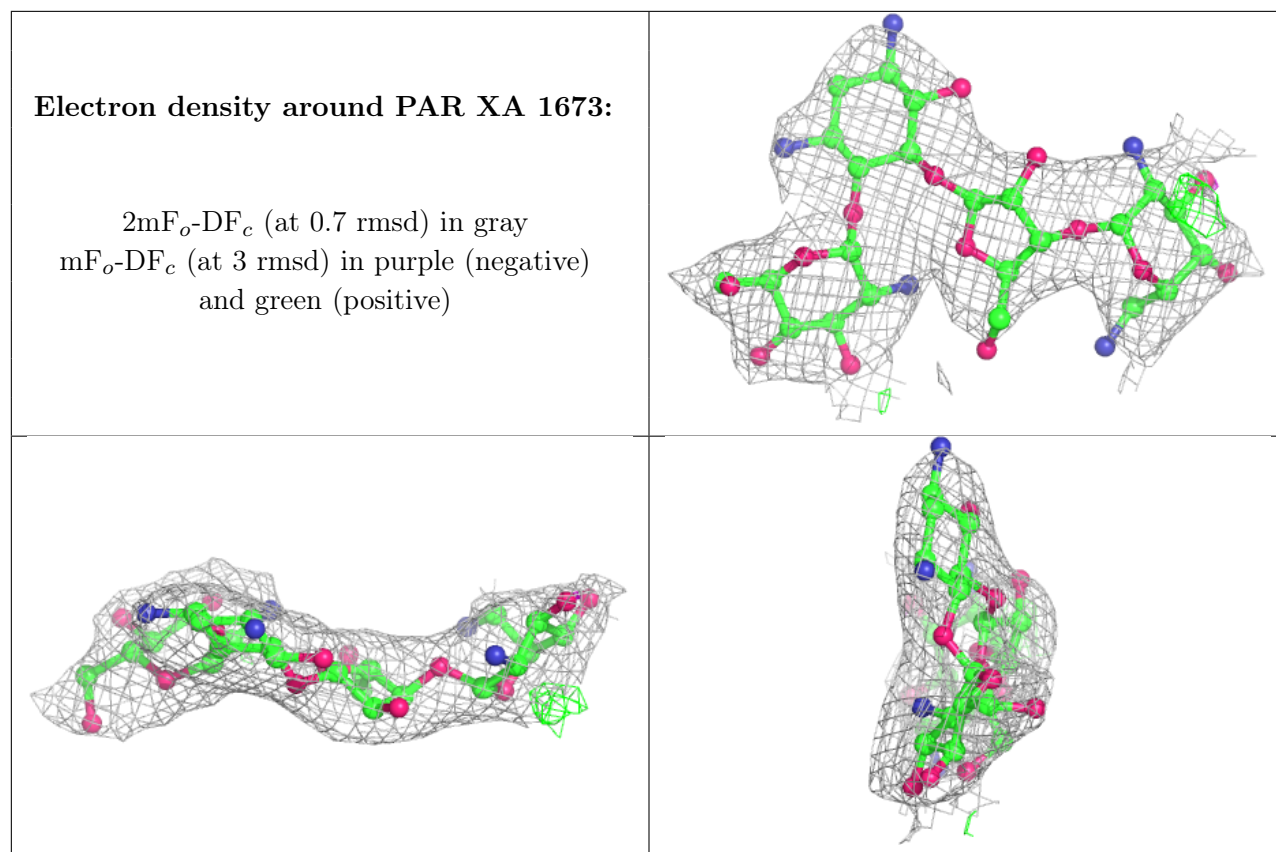 Electron density around PAR XA 1673:
2mFₒ-DF𝒸 (at 0.7 rmsd) in gray
mFₒ-DF𝒸 (at 3 rmsd) in purple (negative)
and green (positive)